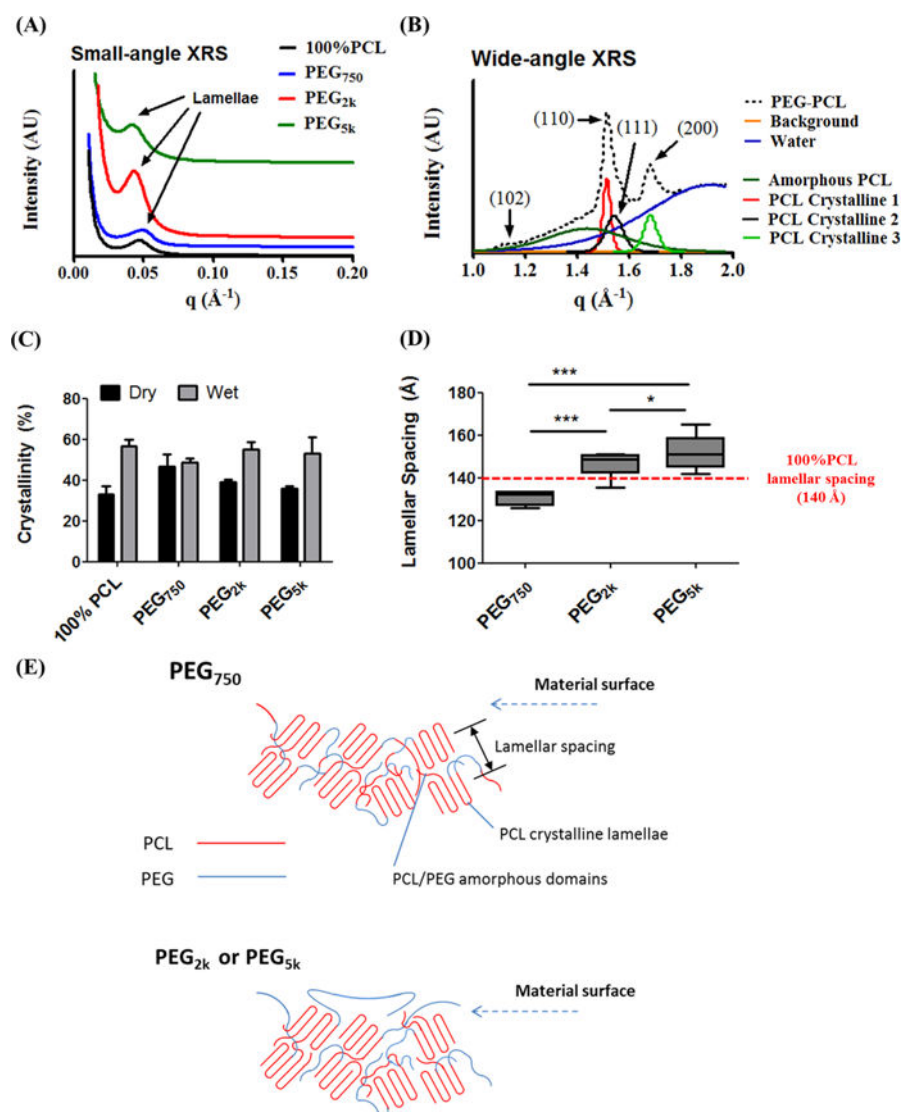 (A)
Small-angle XRS
100%PCL
PEG750
PEG2k
PEG5k
Lamellae
Intensity (AU)
0.00 0.05 0.10 0.15 0.20
q (Å-1)
(B)
Wide-angle XRS
(110)
(111)
(200)
(102)
PEG-PCL
Background
Water
Amorphous PCL
PCL Crystalline 1
PCL Crystalline 2
PCL Crystalline 3
Intensity (AU)
1.0 1.2 1.4 1.6 1.8 2.0
q (Å-1)
(C)
Dry Wet
Crystallinity (%)
80
60
40
20
0
100% PCL
PEG750
PEG2k
PEG5k
(D)
Lamellar Spacing (Å)
180
160
140
120
100
***
***
*
100%PCL
lamellar spacing
(140 Å)
PEG750
PEG2k
PEG5k
(E)
PEG750
Material surface
Lamellar spacing
PCL crystalline lamellae
PCL/PEG amorphous domains
PCL
PEG
PEG2k or PEG5k
Material surface